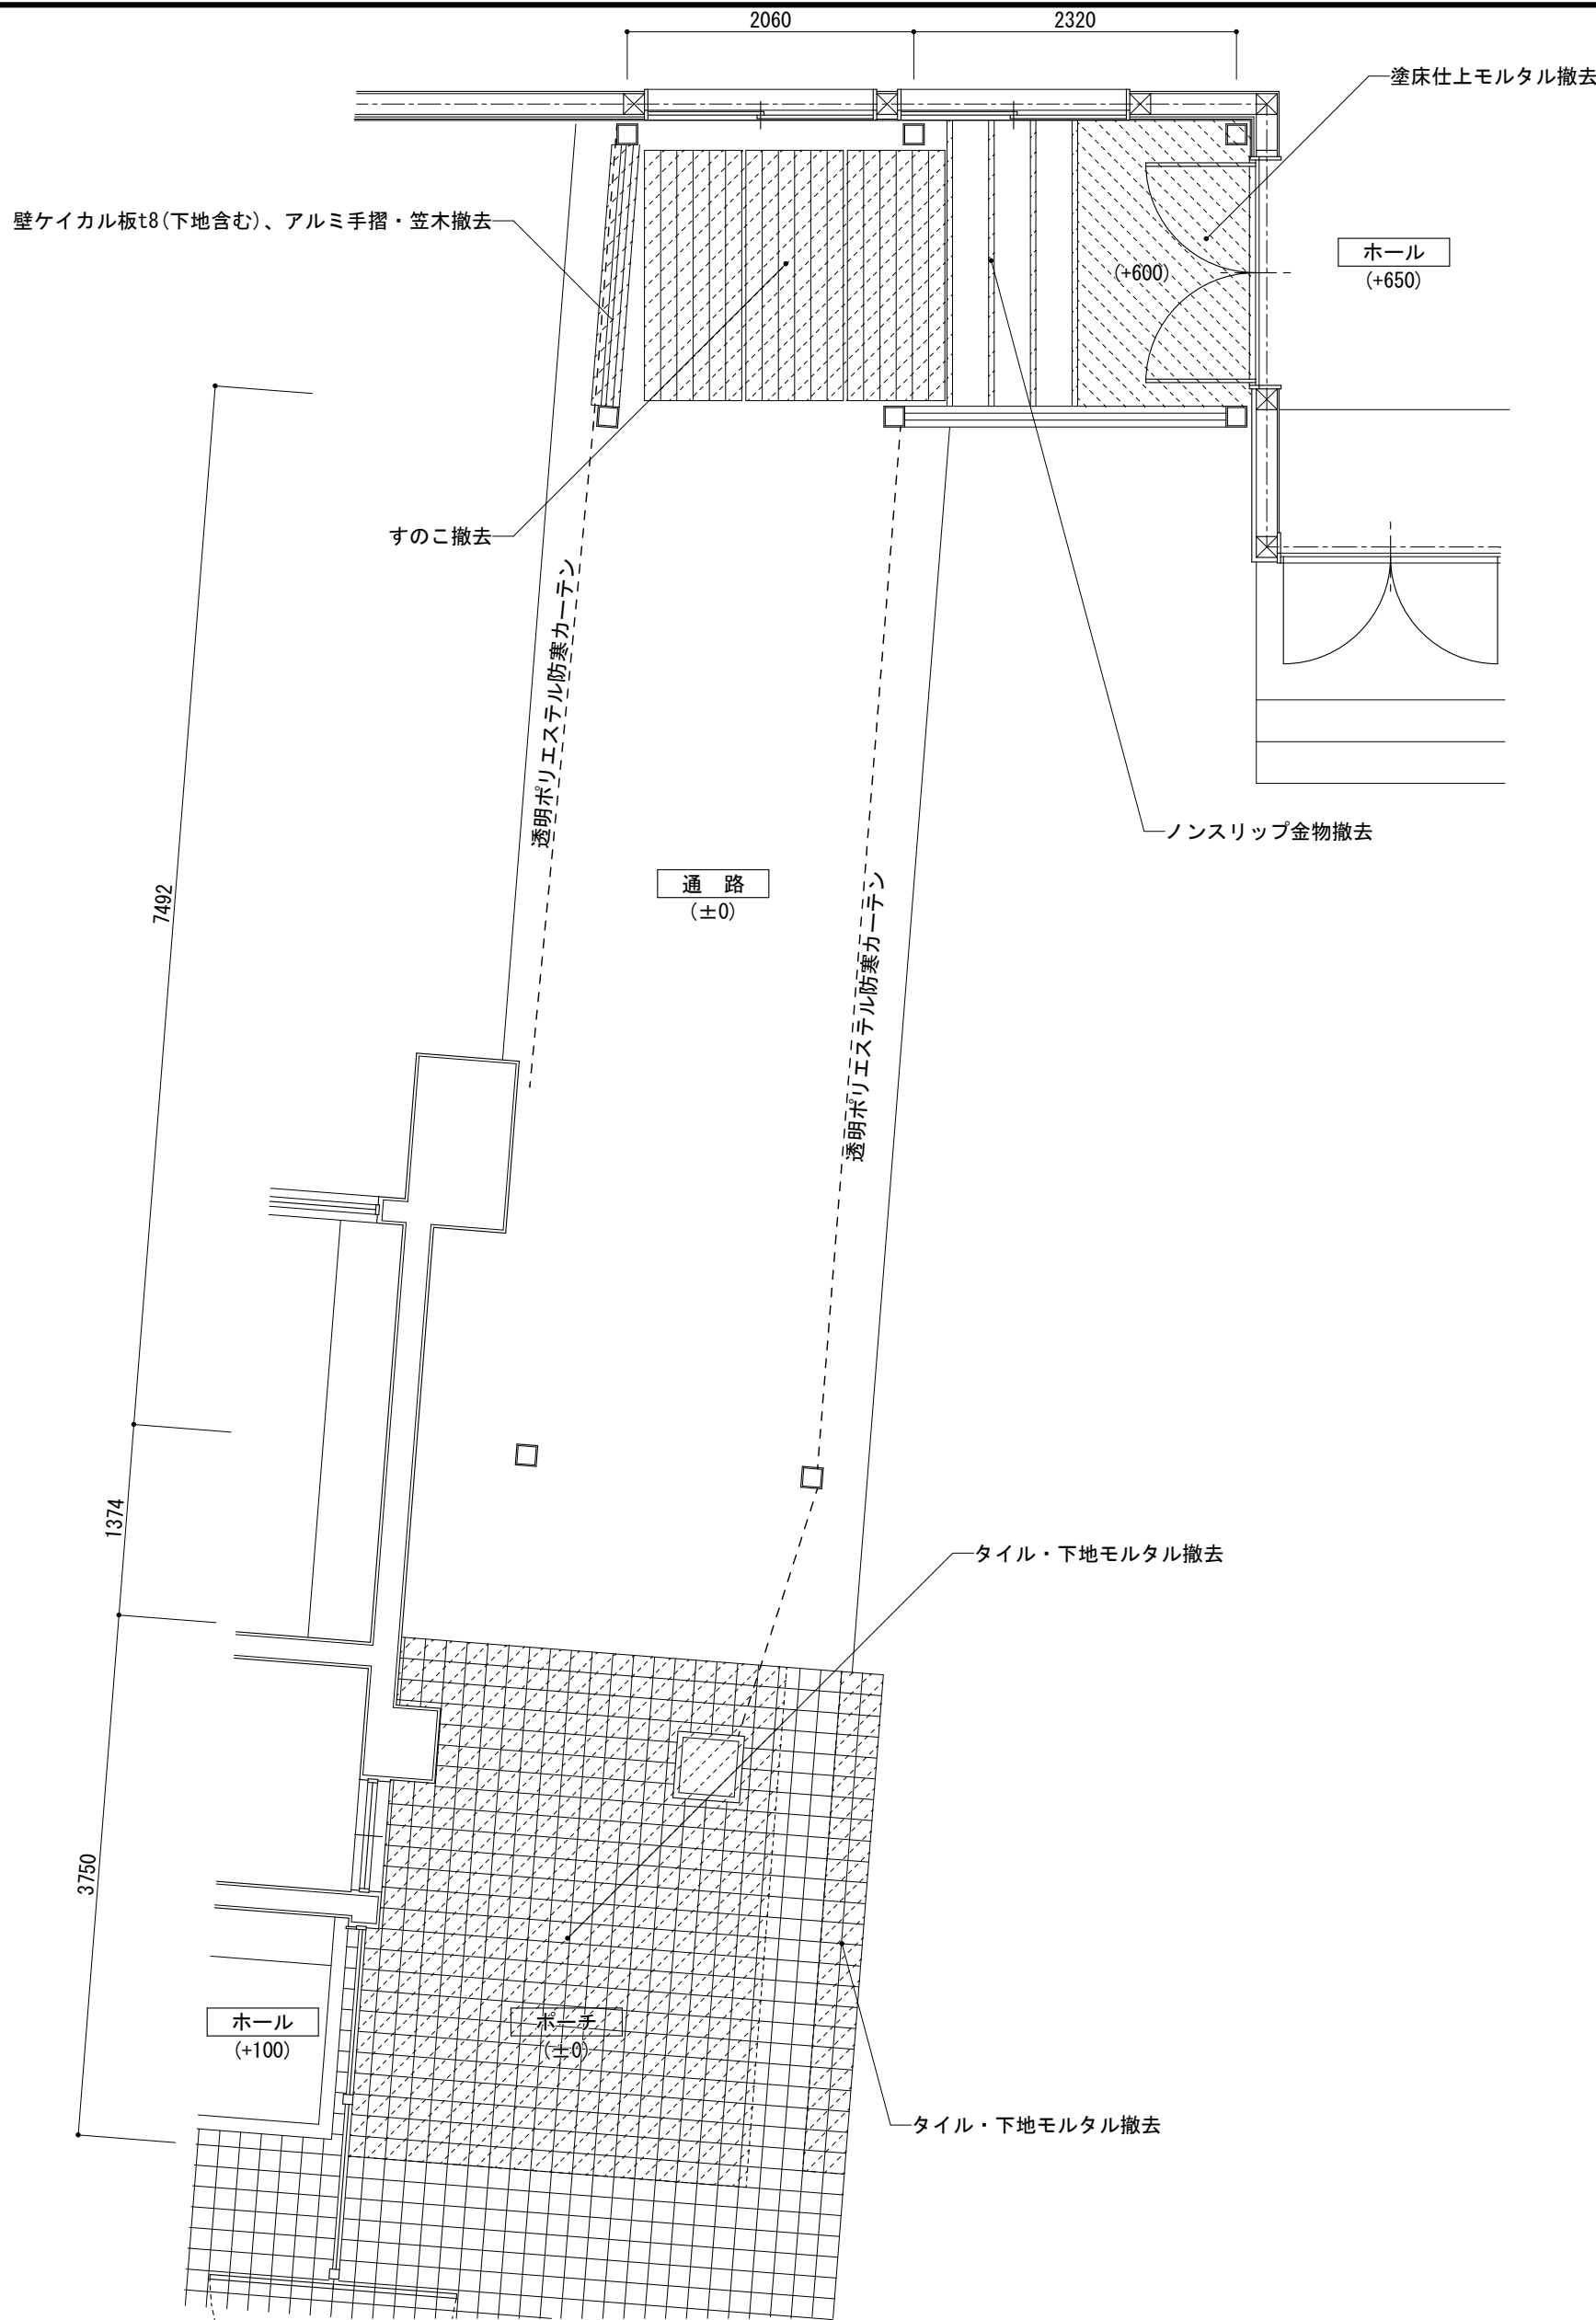 2060
2320
塗床仕上モルタル撤去
壁ケイカル板t8(下地含む)、アルミ手摺・笠木撤去
ホール
(+650)
(+600)
すのこ撤去
透明ポリエステル防寒カーテン
ノンスリップ金物撤去
7492
通　路
(±0)
透明ポリエステル防寒カーテン
1374
タイル・下地モルタル撤去
3750
ホール
(+100)
ポーチ
(±0)
タイル・下地モルタル撤去